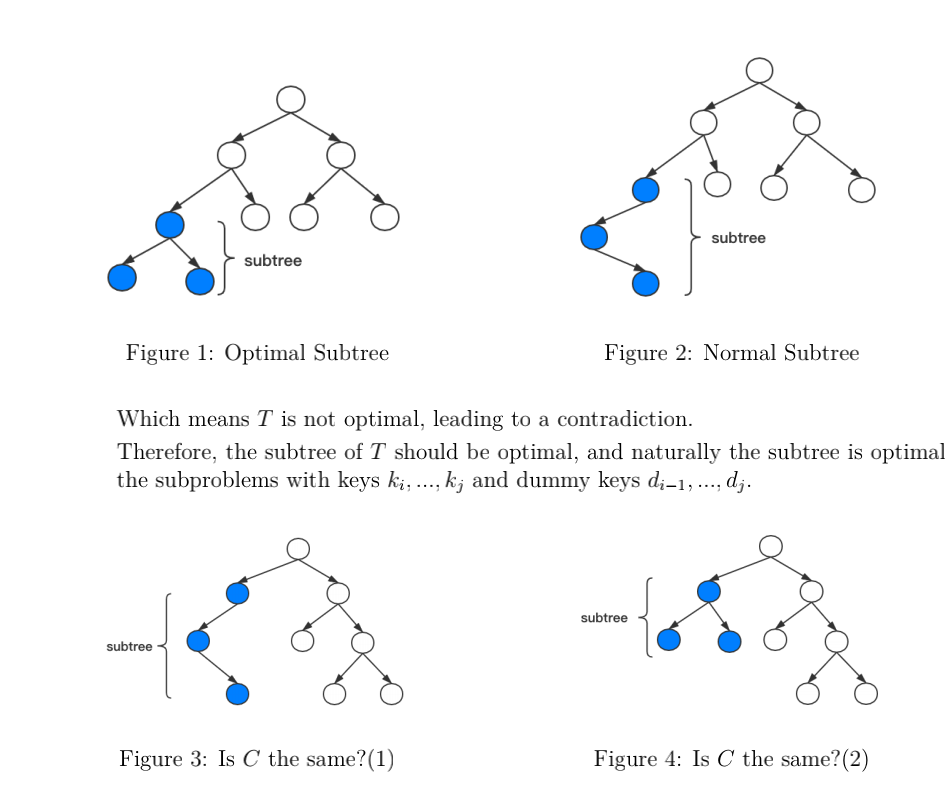 subtree
subtree
Figure 1: Optimal Subtree
Figure 2: Normal Subtree
Which means T is not optimal, leading to a contradiction.
Therefore, the subtree of T should be optimal, and naturally the subtree is optimal
the subproblems with keys k_i, ..., k_j and dummy keys d_{i−1}, ..., d_j.
subtree
subtree
Figure 3: Is C the same?(1)
Figure 4: Is C the same?(2)